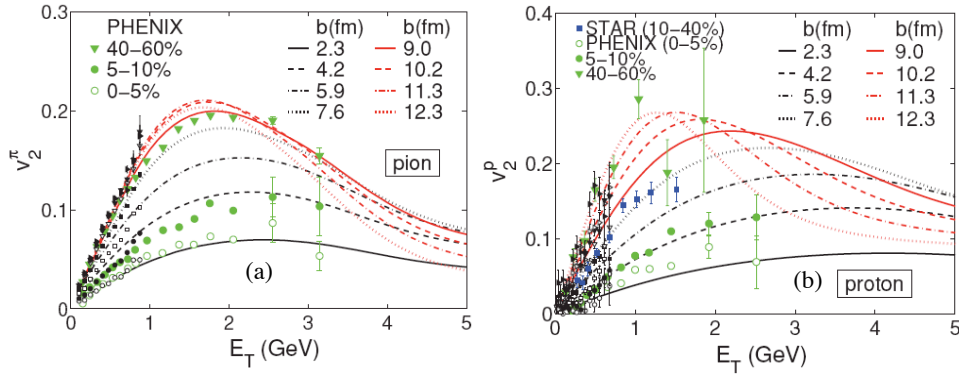 PHENIX b(fm) b(fm)
40−60% 2.3 9.0
5−10% 4.2 10.2
0−5% 5.9 11.3
7.6 12.3
0.3
0.2
0.1
0
v₂^π
pion
(a)
0 1 2 3 4 5
E_T (GeV)
STAR (10−40%) b(fm) b(fm)
PHENIX (0−5%) 2.3 9.0
5−10% 4.2 10.2
40−60% 5.9 11.3
7.6 12.3
0.4
0.3
0.2
0.1
0
v₂^p
(b)
proton
0 1 2 3 4 5
E_T (GeV)